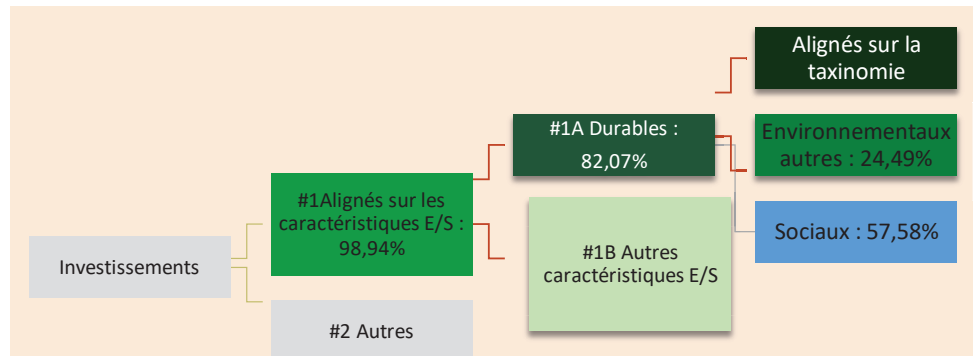 Investissements
#1Alignés sur les
caractéristiques E/S :
98,94%
#2 Autres
#1A Durables :
82,07%
#1B Autres
caractéristiques E/S
Alignés sur la
taxinomie
Environnementaux
autres : 24,49%
Sociaux : 57,58%